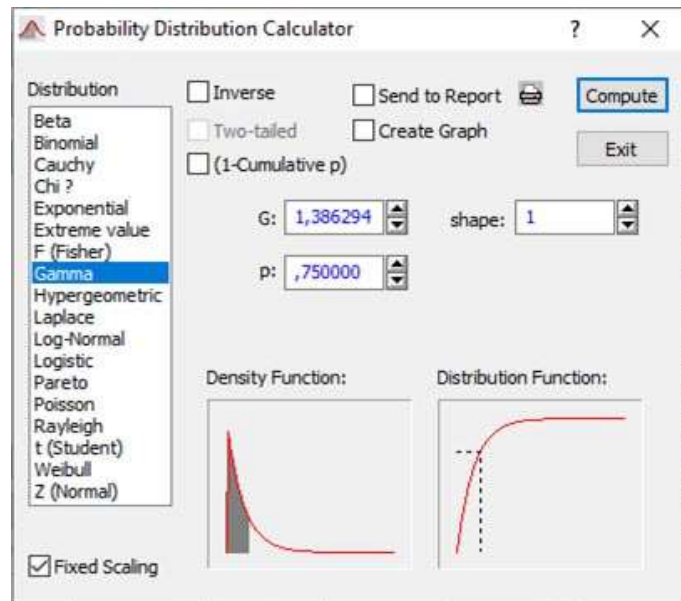 Probability Distribution Calculator ? ×
Distribution
Beta
Binomial
Cauchy
Chi ?
Exponential
Extreme value
F (Fisher)
Gamma
Hypergeometric
Laplace
Log-Normal
Logistic
Pareto
Poisson
Rayleigh
t (Student)
Weibull
Z (Normal)
Fixed Scaling
Inverse
Send to Report
Compute
Two-tailed
Create Graph
Exit
(1-Cumulative p)
G: 1,386294
shape: 1
p: ,750000
Density Function:
Distribution Function: